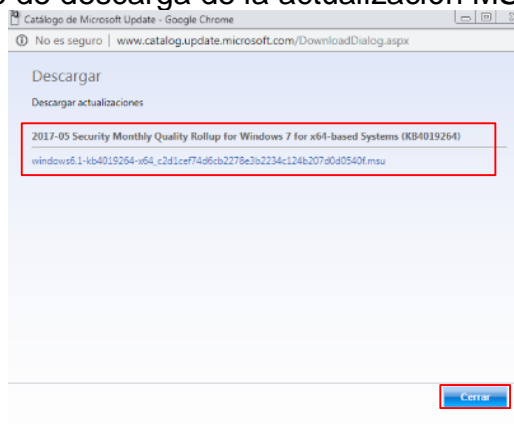 de descarga de la actualización MS
Catálogo de Microsoft Update - Google Chrome
No es seguro | www.catalog.update.microsoft.com/DownloadDialog.aspx
Descargar
Descargar actualizaciones
2017-05 Security Monthly Quality Rollup for Windows 7 for x64-based Systems (KB4019264)
windows6.1-kb4019264-x64_c2d1cef74d6cb2278e3b2234c124b207d0d0540f.msu
Cerrar